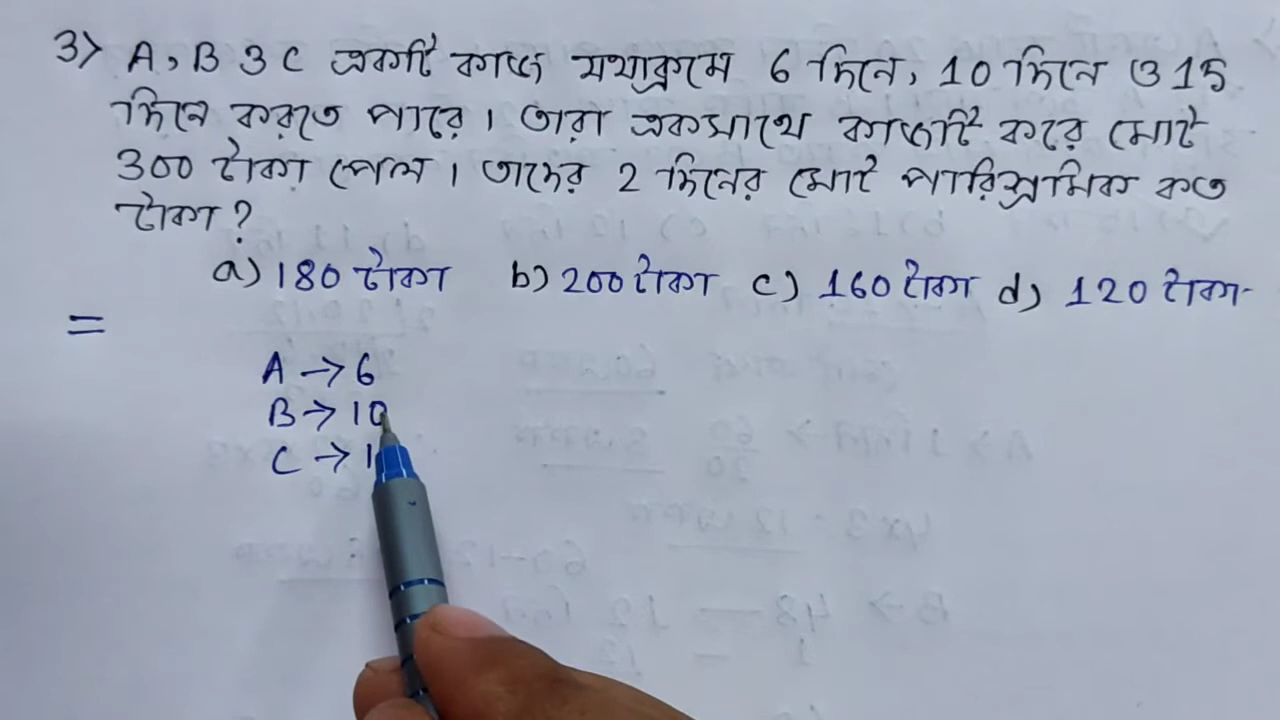 3> A, B ও C একটি কাজ যথাক্রমে 6 দিনে, 10 দিনে ও 15
দিনে করতে পারে। তারা একসাথে কাজটি করে মোট
300 টাকা পেল। তাদের 2 দিনের মোট পারিশ্রমিক কত
টাকা?
a) 180 টাকা b) 200 টাকা c) 160 টাকা d) 120 টাকা
=
A → 6
B → 10
C → 1